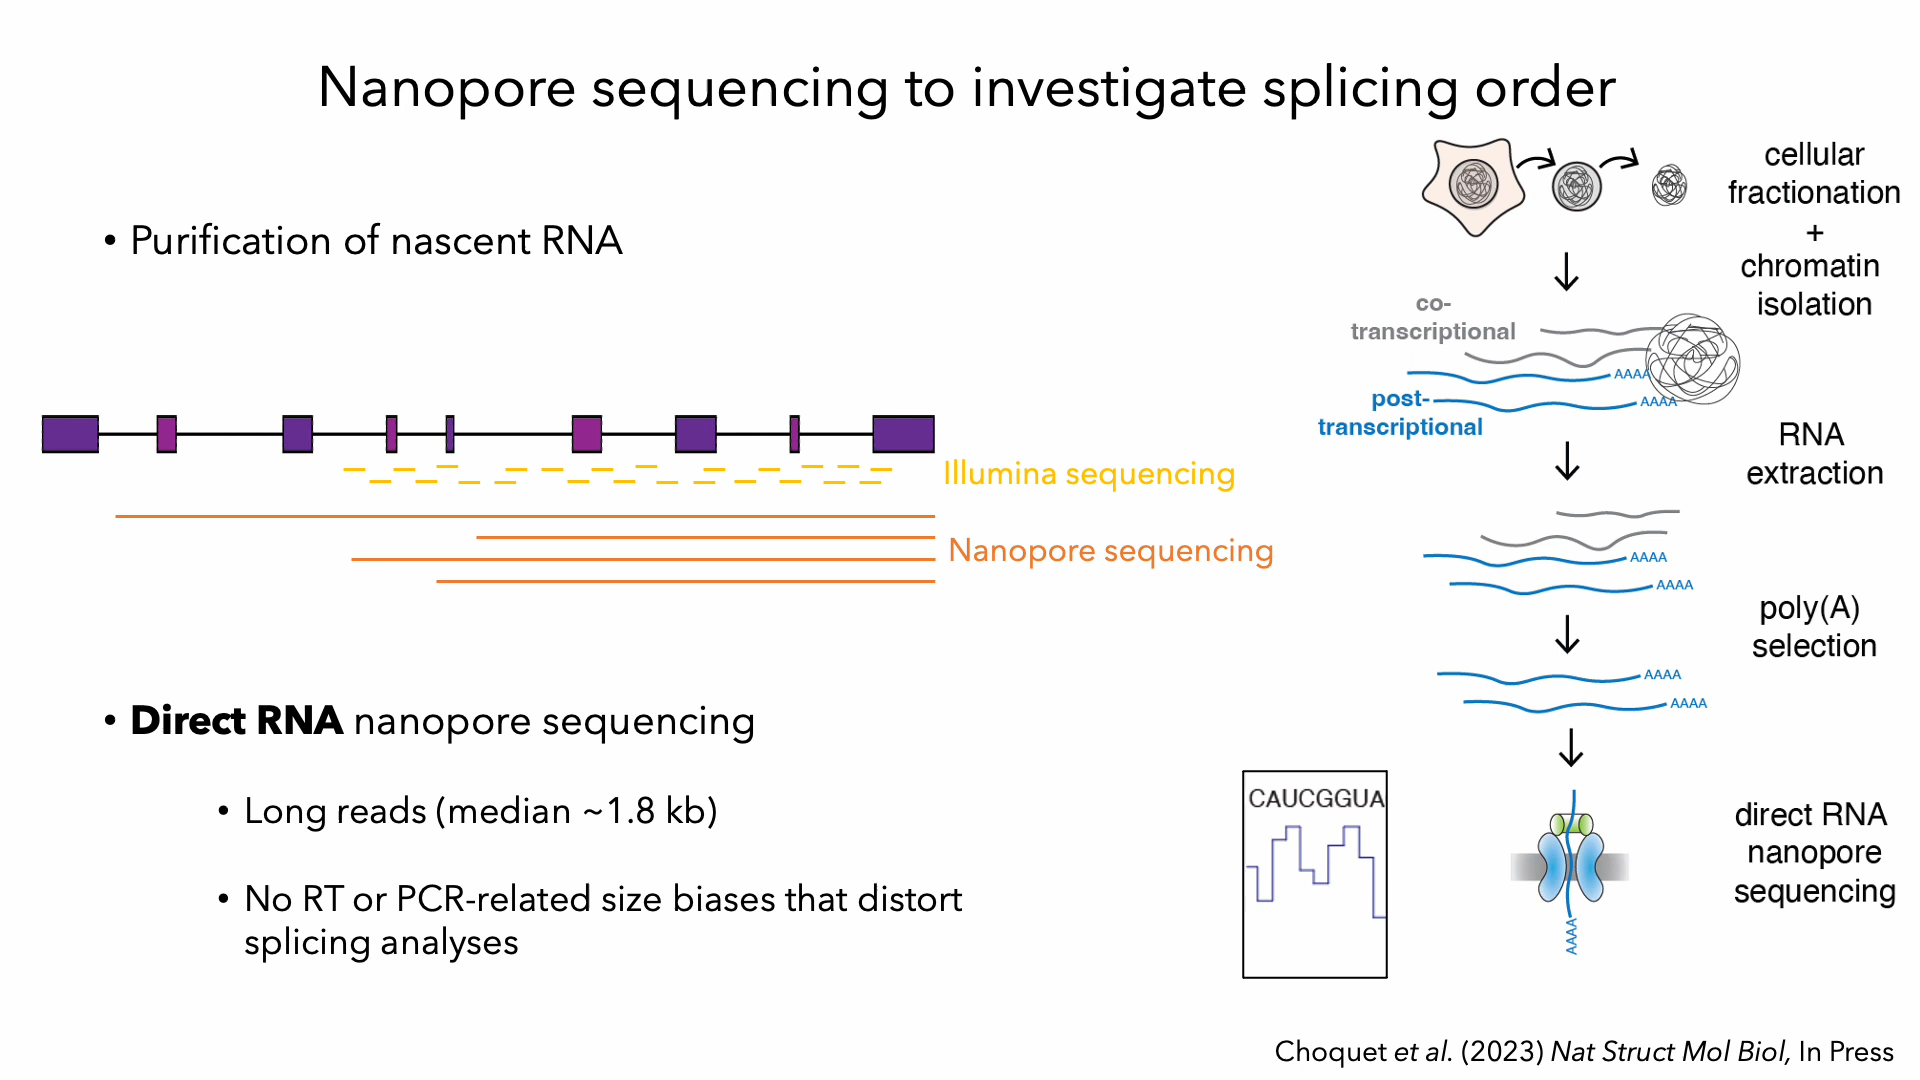 Nanopore sequencing to investigate splicing order
• Purification of nascent RNA
Illumina sequencing
Nanopore sequencing
• Direct RNA nanopore sequencing
• Long reads (median ~1.8 kb)
• No RT or PCR-related size biases that distort
splicing analyses
cellular
fractionation
+
chromatin
isolation
co-
transcriptional
AAAA
post-
AAAA
transcriptional
RNA
extraction
AAAA
AAAA
poly(A)
selection
AAAA
AAAA
CAUCGGUA
direct RNA
nanopore
sequencing
AAAA
Choquet et al. (2023) Nat Struct Mol Biol, In Press